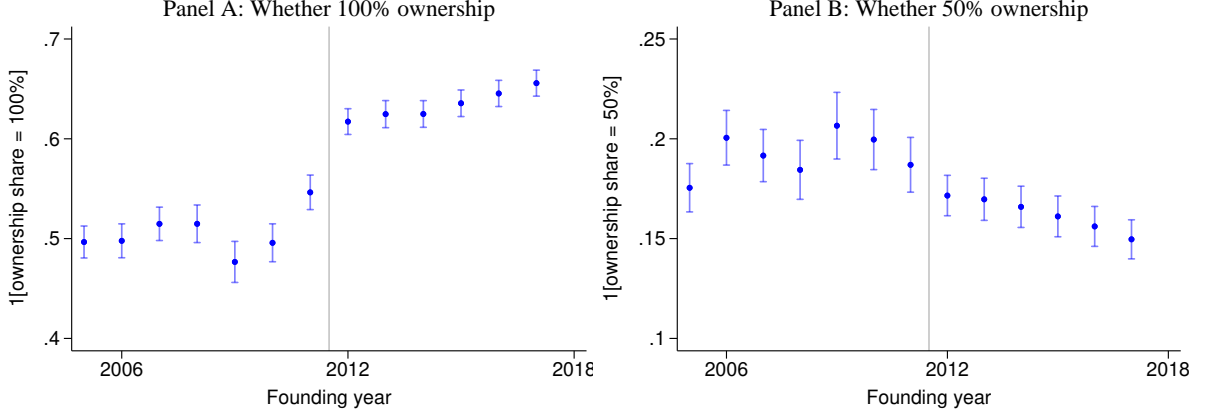 Panel A: Whether 100% ownership
1[ownership share = 100%]
.7
.6
.5
.4
2006
2012
2018
Founding year
Panel B: Whether 50% ownership
1[ownership share = 50%]
.25
.2
.15
.1
2006
2012
2018
Founding year